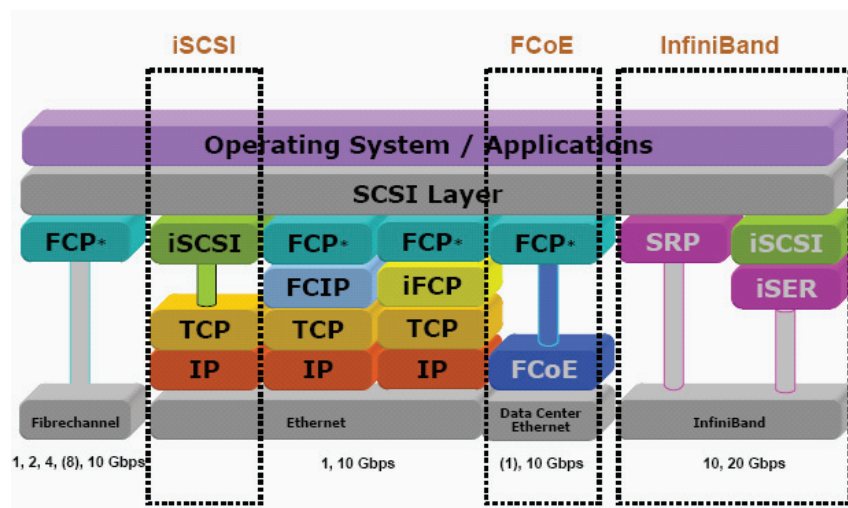 iSCSI FCoE InfiniBand
Operating System / Applications
SCSI Layer
FCP* iSCSI FCP* FCP* FCP* SRP iSCSI
FCIP iFCP iSER
TCP TCP TCP
IP IP IP FCoE
Fibrechannel Ethernet Data Center InfiniBand
Ethernet
1, 2, 4, (8), 10 Gbps 1, 10 Gbps (1), 10 Gbps 10, 20 Gbps